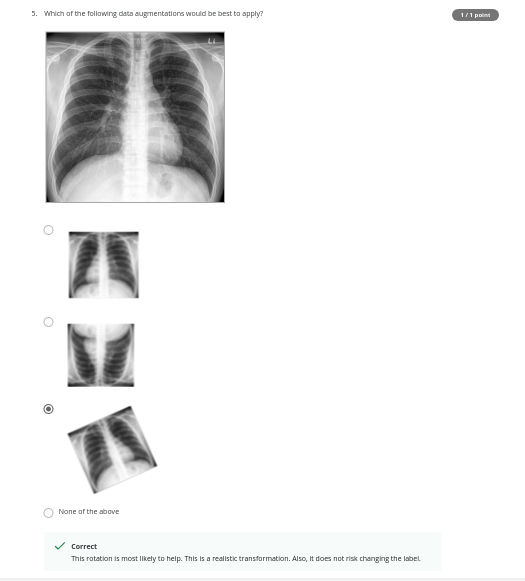 5. Which of the following data augmentations would be best to apply?
1 / 1 point
None of the above
Correct
This rotation is most likely to help. This is a realistic transformation. Also, it does not risk changing the label.